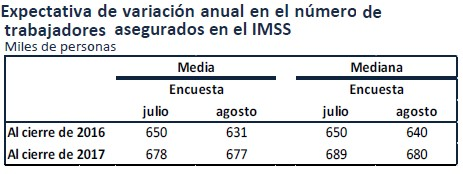 Expectativa de variación anual en el número de
trabajadores asegurados en el IMSS
Miles de personas
Media Mediana
Encuesta Encuesta
julio agosto julio agosto
Al cierre de 2016 650 631 650 640
Al cierre de 2017 678 677 689 680